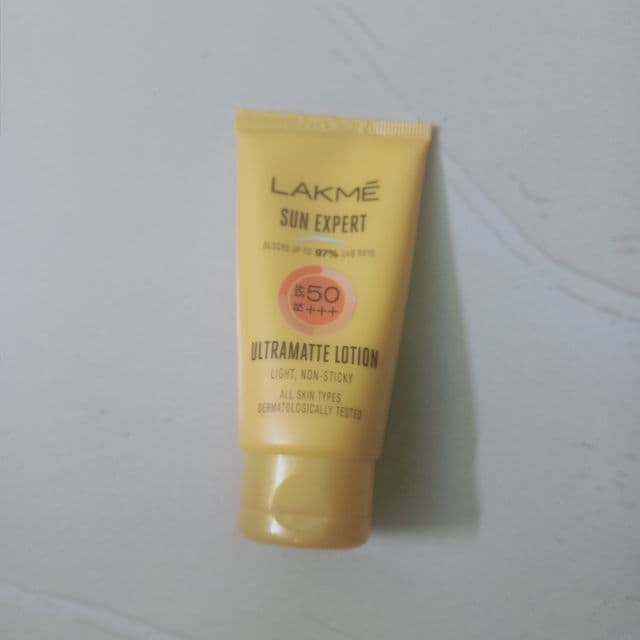 LAKMÉ
SUN EXPERT
BLOCKS UP TO 97% UVB RAYS
SPF 50
PA +++
ULTRAMATTE LOTION
LIGHT, NON-STICKY
ALL SKIN TYPES
DERMATOLOGICALLY TESTED